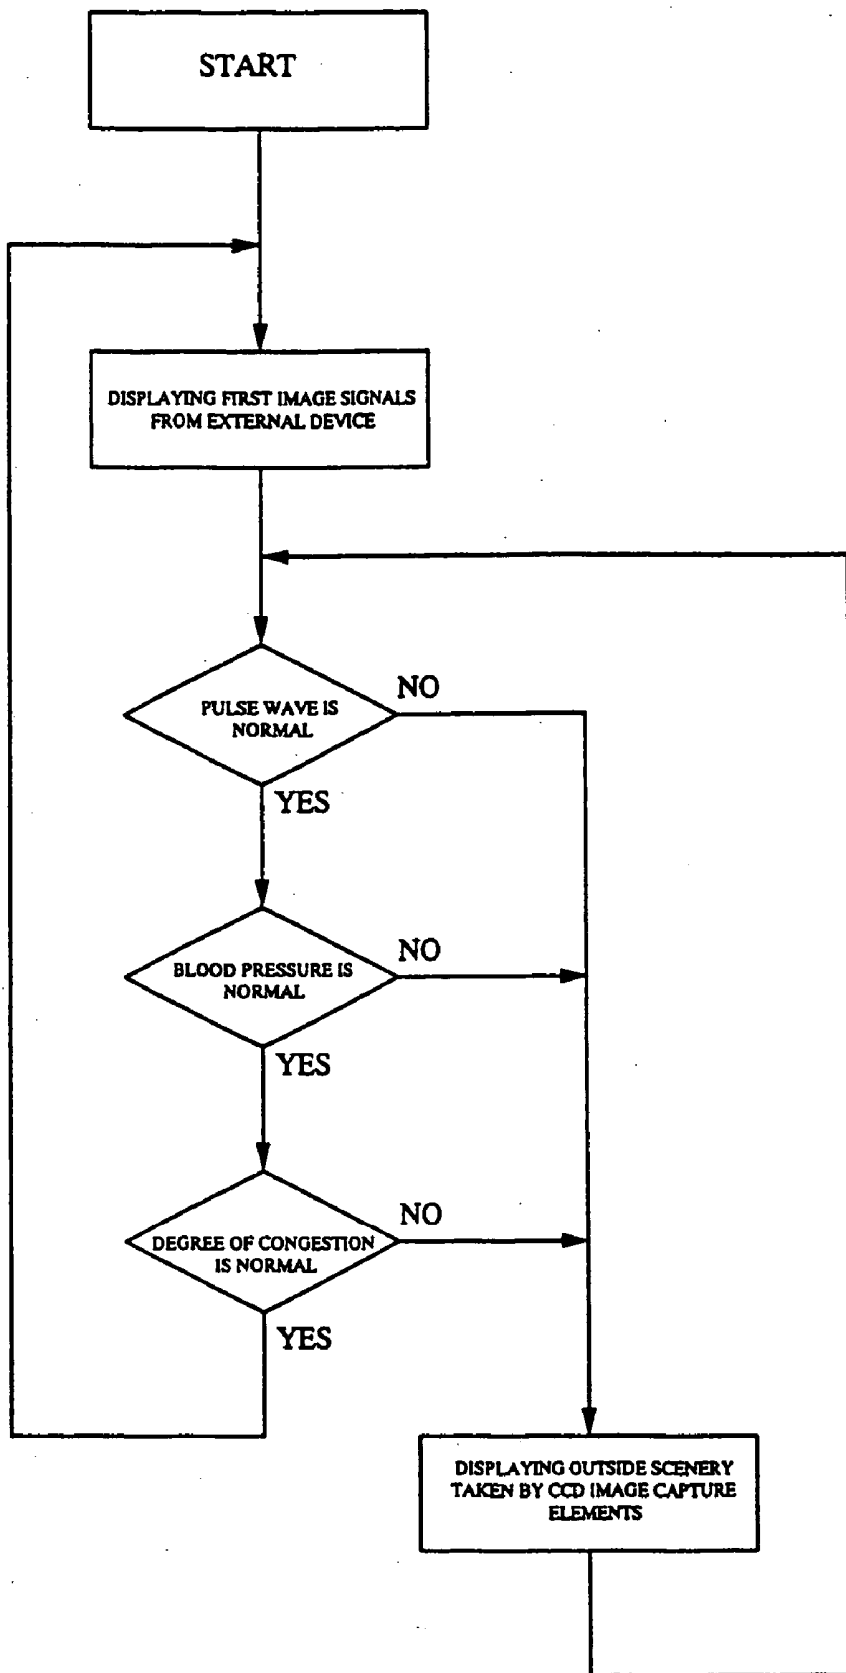 START
DISPLAYING FIRST IMAGE SIGNALS
FROM EXTERNAL DEVICE
PULSE WAVE IS
NORMAL
NO
YES
BLOOD PRESSURE IS
NORMAL
NO
YES
DEGREE OF CONGESTION
IS NORMAL
NO
YES
DISPLAYING OUTSIDE SCENERY
TAKEN BY CCD IMAGE CAPTURE
ELEMENTS